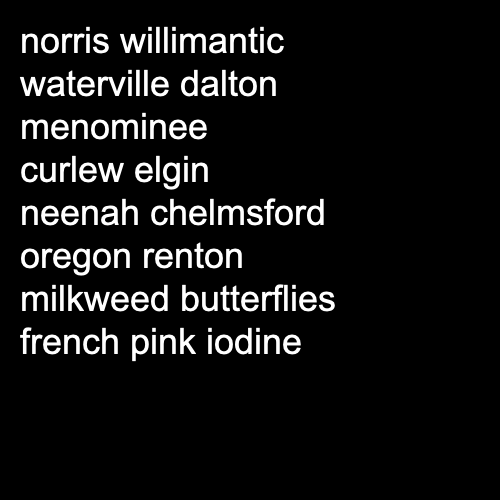 norris willimantic
waterville dalton
menominee
curlew elgin
neenah chelmsford
oregon renton
milkweed butterflies
french pink iodine